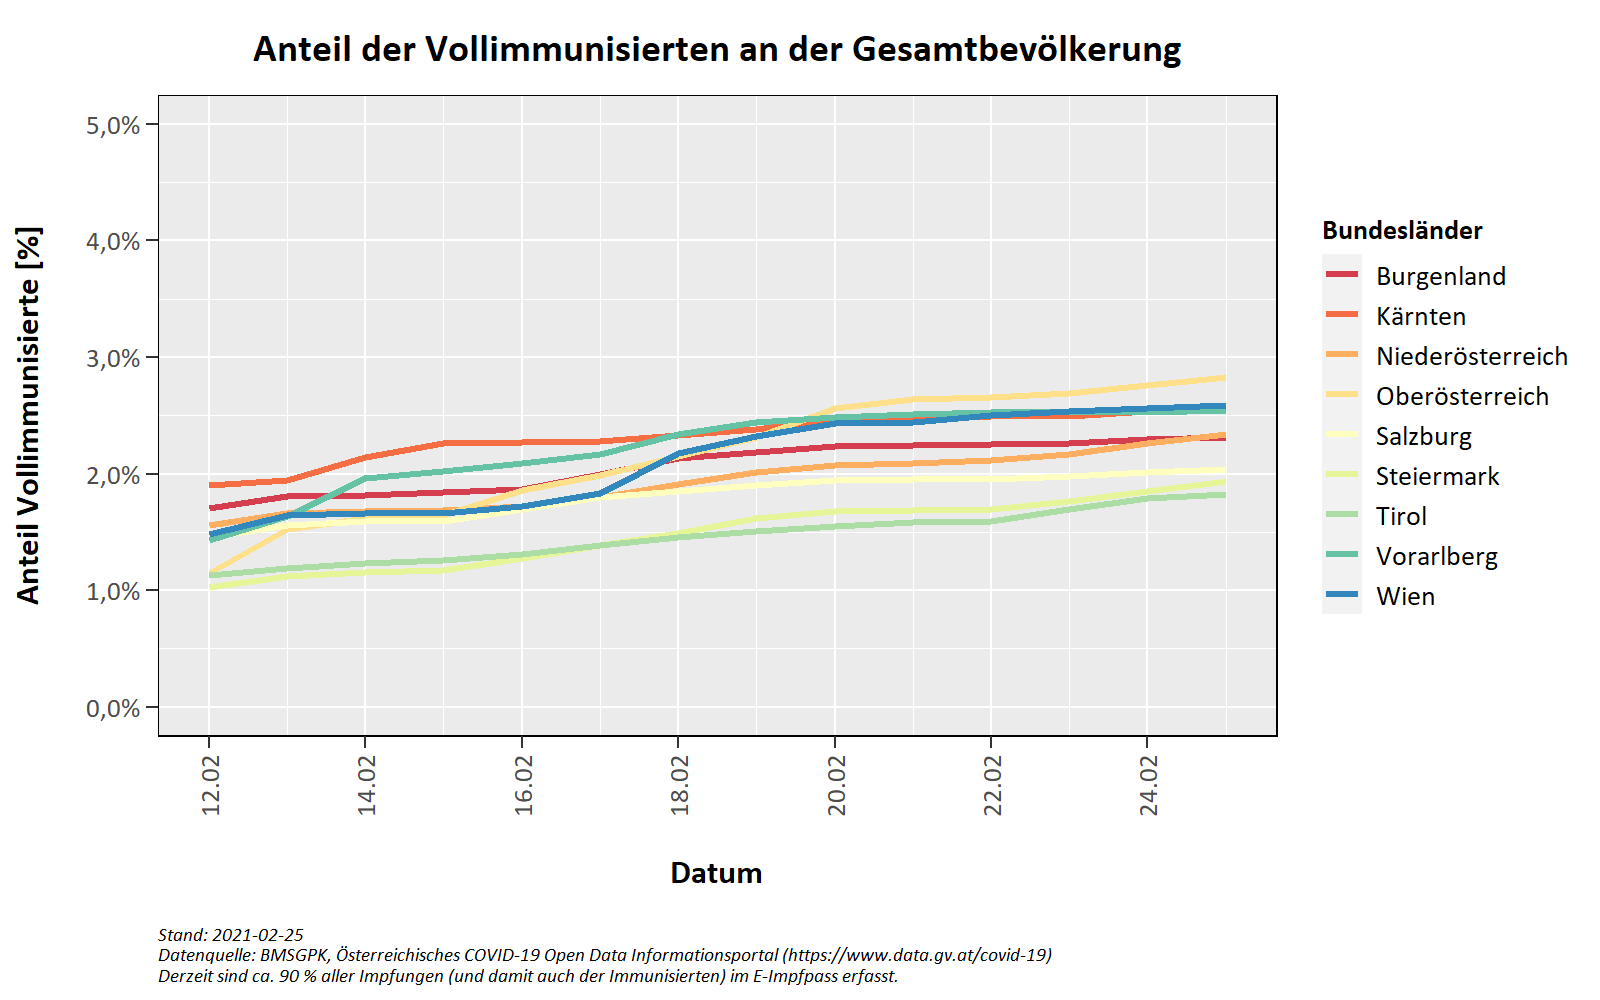 Anteil der Vollimmunisierten an der Gesamtbevölkerung
Anteil Vollimmunisierte [%]
5,0%
4,0%
3,0%
2,0%
1,0%
0,0%
12.02
14.02
16.02
18.02
20.02
22.02
24.02
Datum
Bundesländer
Burgenland
Kärnten
Niederösterreich
Oberösterreich
Salzburg
Steiermark
Tirol
Vorarlberg
Wien
Stand: 2021-02-25
Datenquelle: BMSGPK, Österreichisches COVID-19 Open Data Informationsportal (https://www.data.gv.at/covid-19)
Derzeit sind ca. 90 % aller Impfungen (und damit auch der Immunisierten) im E-Impfpass erfasst.